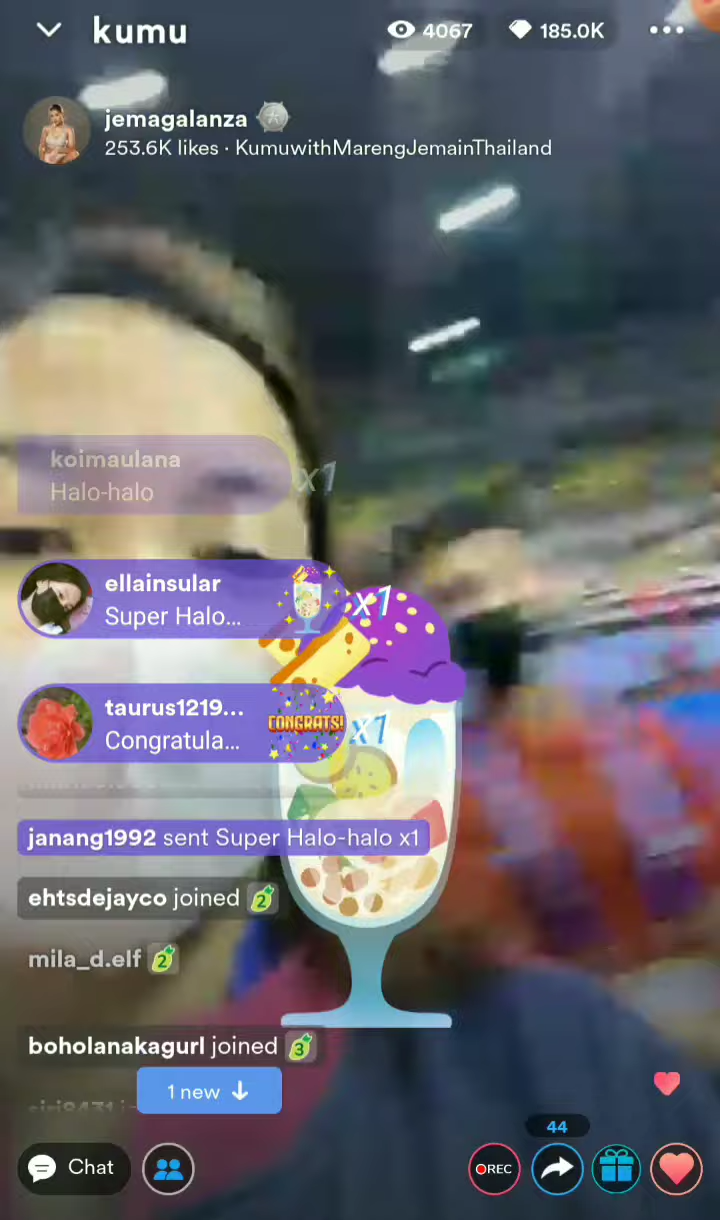 kumu
4067
185.0K
jemagalanza
253.6K likes · KumuwithMarengJemainThailand
koimaulana
Halo-halo
x1
ellainsular
Super Halo...
x1
taurus1219...
Congratula...
CONGRATS!
x1
janang1992 sent Super Halo-halo x1
ehtsdejayco joined 2
mila_d.elf 2
boholanakagurl joined 3
1 new
44
Chat
REC